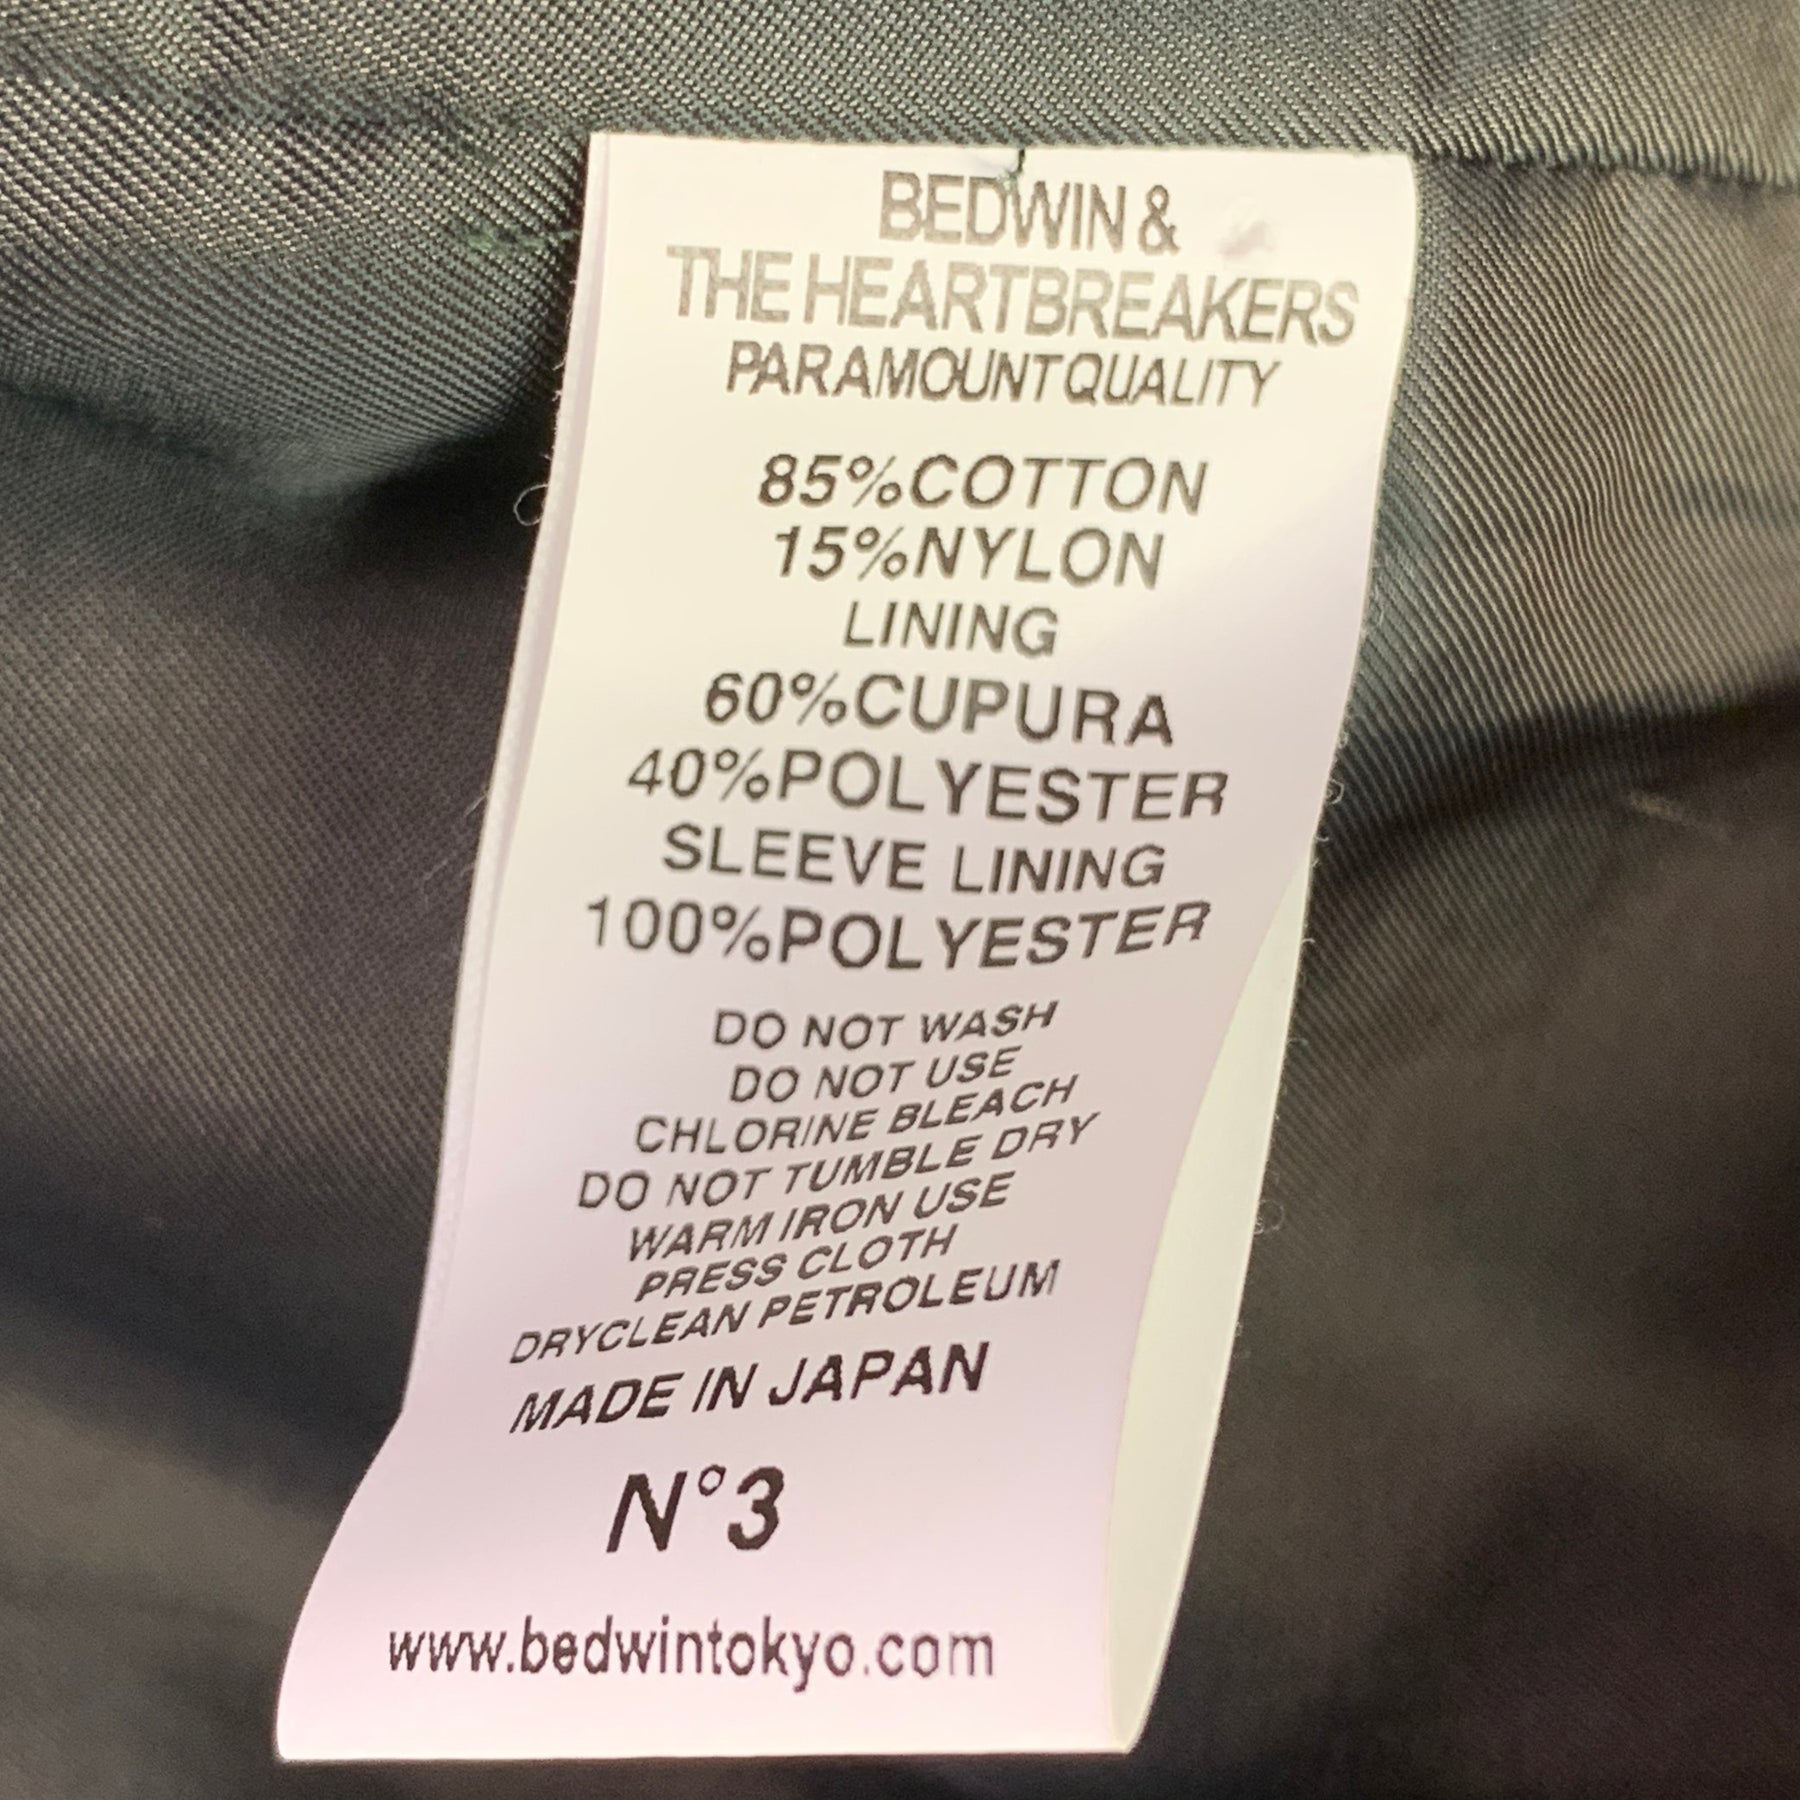 BEDWIN &
THE HEARTBREAKERS
PARAMOUNT QUALITY
85%COTTON
15%NYLON
LINING
60%CUPURA
40%POLYESTER
SLEEVE LINING
100%POLYESTER
DO NOT WASH
DO NOT USE
CHLORINE BLEACH
DO NOT TUMBLE DRY
WARM IRON USE
PRESS CLOTH
DRYCLEAN PETROLEUM
MADE IN JAPAN
N°3
www.bedwintokyo.com